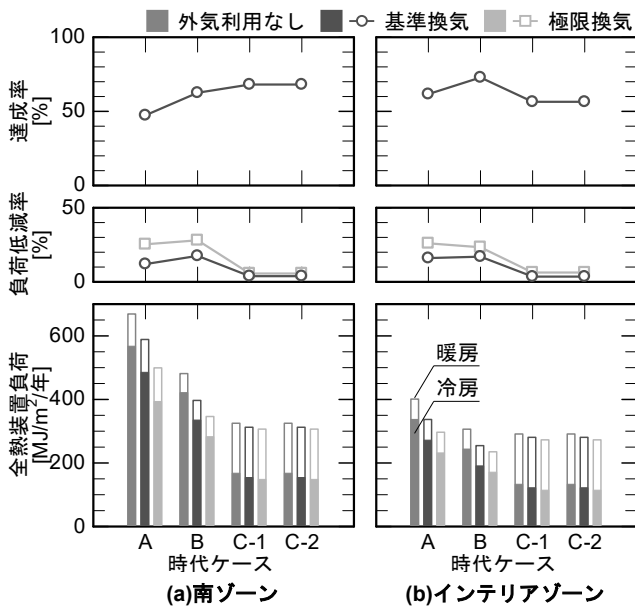 外気利用なし 基準換気 極限換気
達成率
[%]
100
50
0
負荷低減率
[%]
50
0
全熱装置負荷
[MJ/m²/年]
600
400
200
0
暖房
冷房
A B C-1 C-2
A B C-1 C-2
時代ケース
時代ケース
(a)南ゾーン
(b)インテリアゾーン